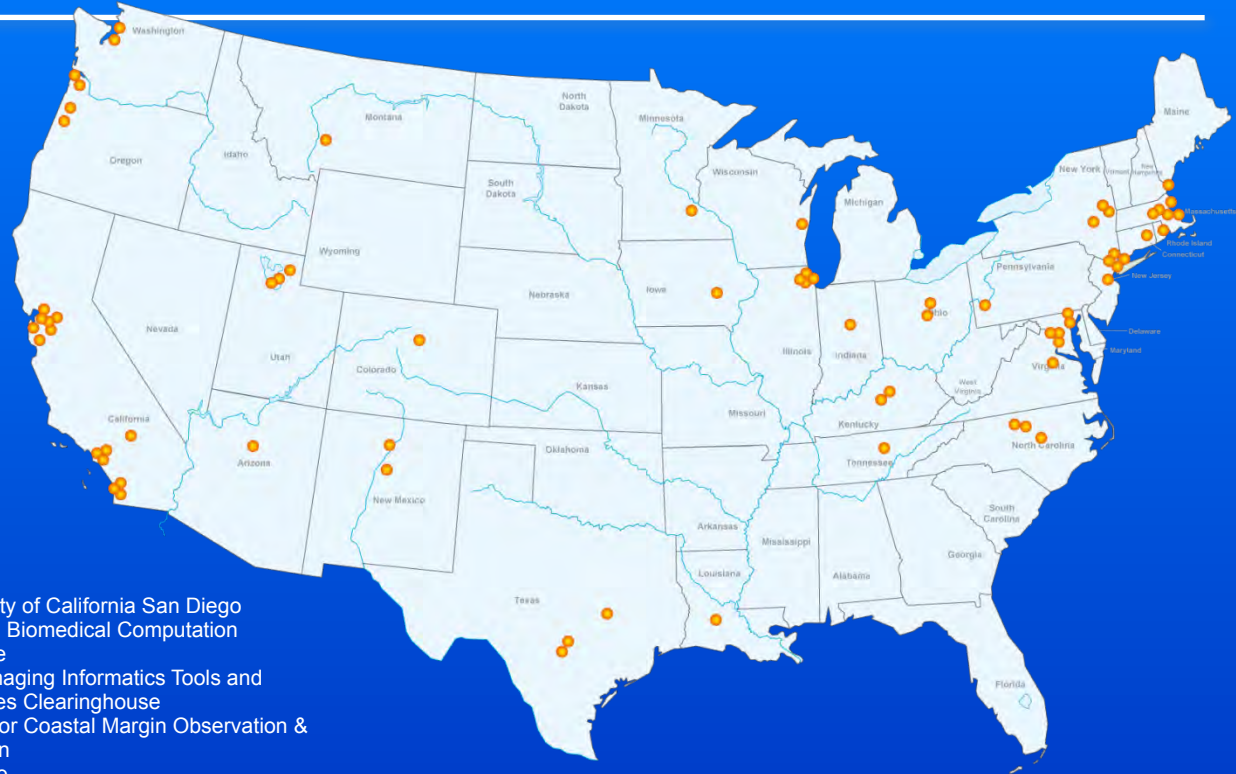 Washington
Montana
North
Dakota
Minnesota
Maine
Oregon
Idaho
Wisconsin
Michigan
New York
Vermont
New
Hampshire
South
Dakota
Massachusetts
Wyoming
Rhode Island
Connecticut
Iowa
Pennsylvania
New Jersey
Nebraska
Nevada
Utah
Colorado
Illinois
Indiana
Ohio
Delaware
Maryland
West
Virginia
Virginia
Kansas
Missouri
Kentucky
California
Arizona
New Mexico
Oklahoma
Tennessee
North Carolina
Arkansas
South
Carolina
Mississippi
Alabama
Georgia
Texas
Louisiana
Florida
ty of California San Diego
Biomedical Computation
e
naging Informatics Tools and
es Clearinghouse
or Coastal Margin Observation &
n